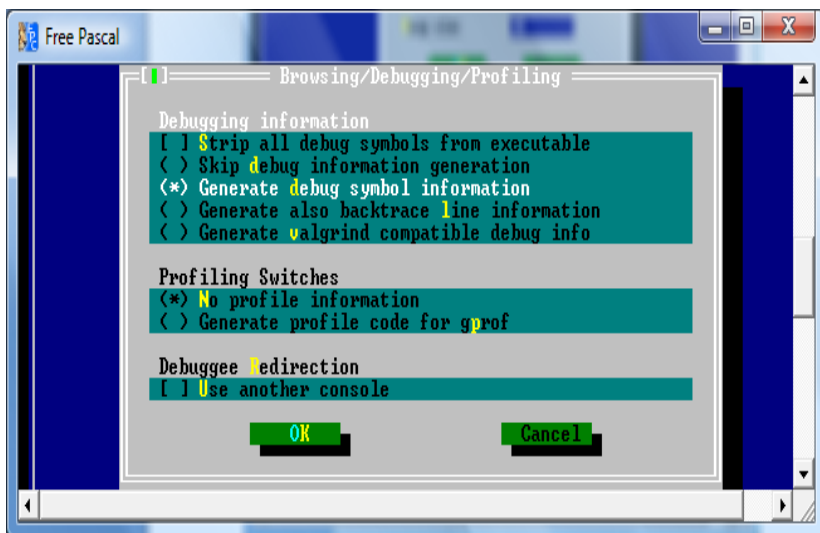 Free Pascal
Browsing/Debugging/Profiling
Debugging information
[ ] Strip all debug symbols from executable
( ) Skip debug information generation
(*) Generate debug symbol information
( ) Generate also backtrace line information
( ) Generate valgrind compatible debug info
Profiling Switches
(*) No profile information
( ) Generate profile code for gprof
Debuggee Redirection
[ ] Use another console
OK Cancel